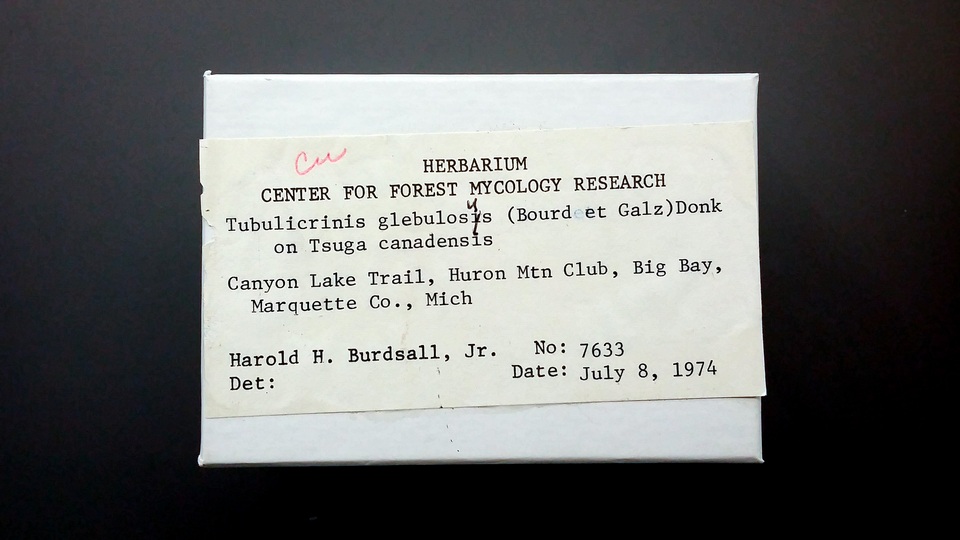 cu
HERBARIUM
CENTER FOR FOREST MYCOLOGY RESEARCH
Tubulicrinis glebulosys (Bourd et Galz)Donk
on Tsuga canadensis
Canyon Lake Trail, Huron Mtn Club, Big Bay,
Marquette Co., Mich
Harold H. Burdsall, Jr. No: 7633
Det: Date: July 8, 1974